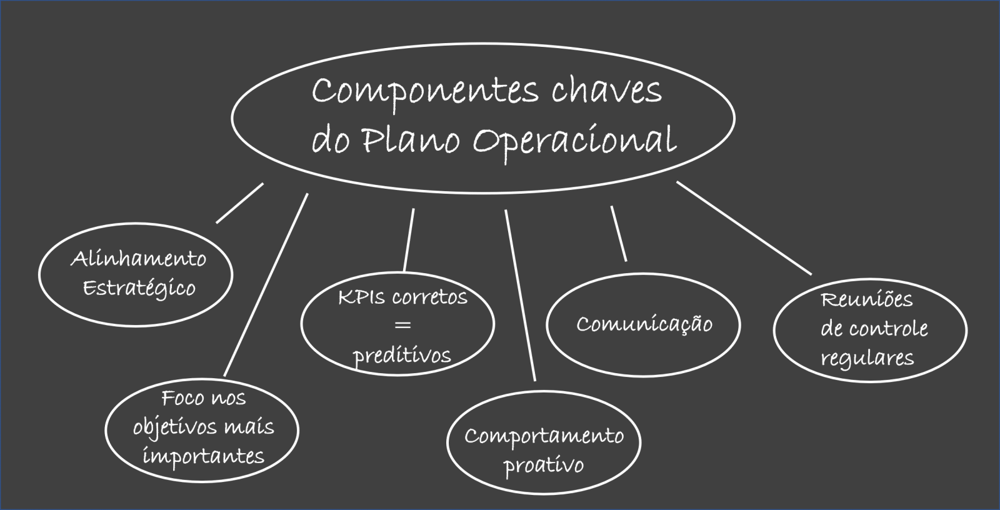 Componentes chaves
do Plano Operacional
Alinhamento
Estratégico
Foco nos
objetivos mais
importantes
KPIs corretos
=
preditivos
Comportamento
proativo
Comunicação
Reuniões
de controle
regulares